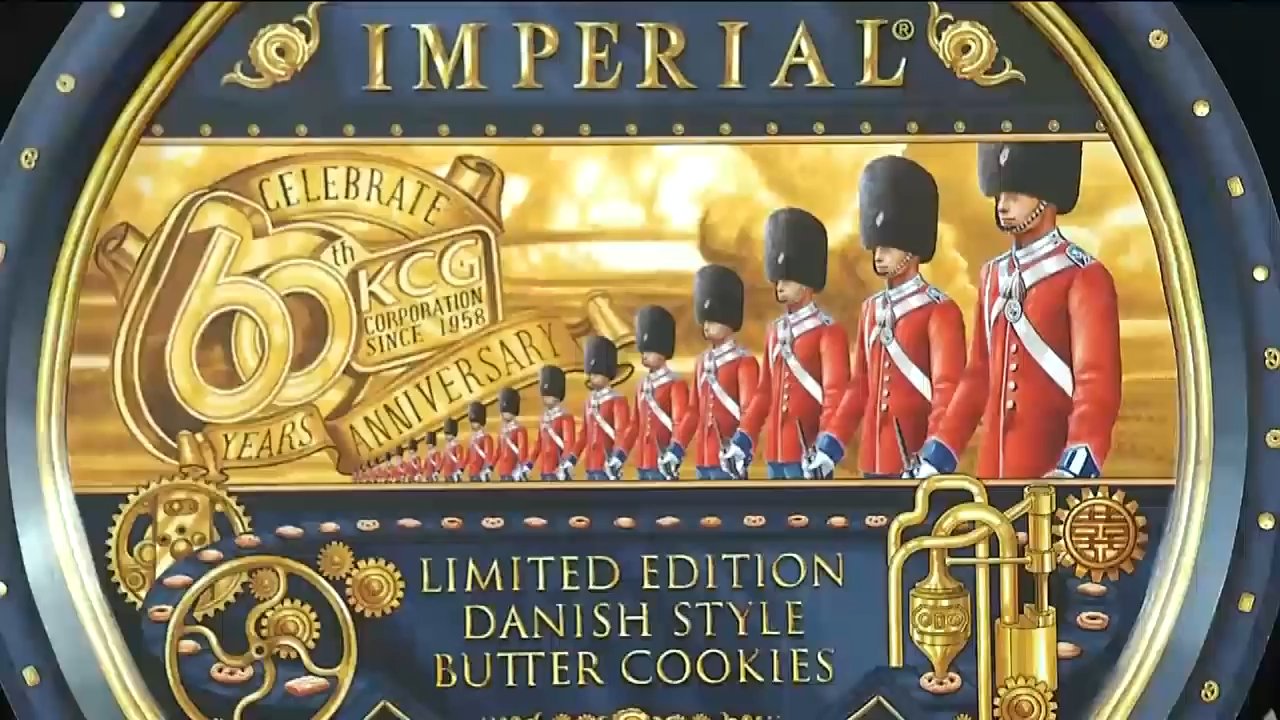 IMPERIAL®
CELEBRATE
60th
KCG
CORPORATION
SINCE 1958
YEARS ANNIVERSARY
LIMITED EDITION
DANISH STYLE
BUTTER COOKIES